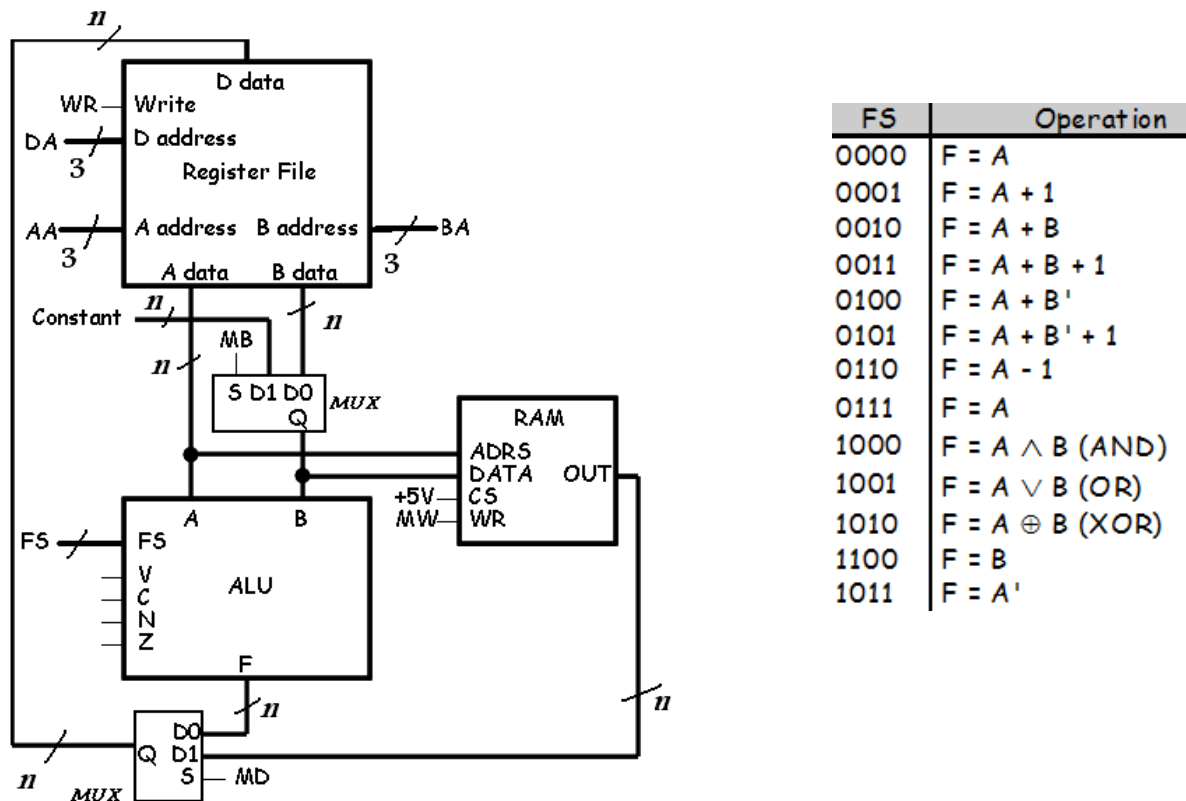 n
D data
WR
Write
DA
D address
3
Register File
AA
A address
B address
BA
3
3
A data
B data
n
Constant
n
MB
n
S D1 D0
Q
MUX
RAM
ADRS
DATA
OUT
+5V
CS
MW
WR
A
B
FS
FS
V
C
N
Z
ALU
F
n
n
D0
Q
D1
S
MD
n
MUX
FS Operation
0000 F = A
0001 F = A + 1
0010 F = A + B
0011 F = A + B + 1
0100 F = A + B'
0101 F = A + B' + 1
0110 F = A - 1
0111 F = A
1000 F = A ∧ B (AND)
1001 F = A ∨ B (OR)
1010 F = A ⊕ B (XOR)
1100 F = B
1011 F = A'